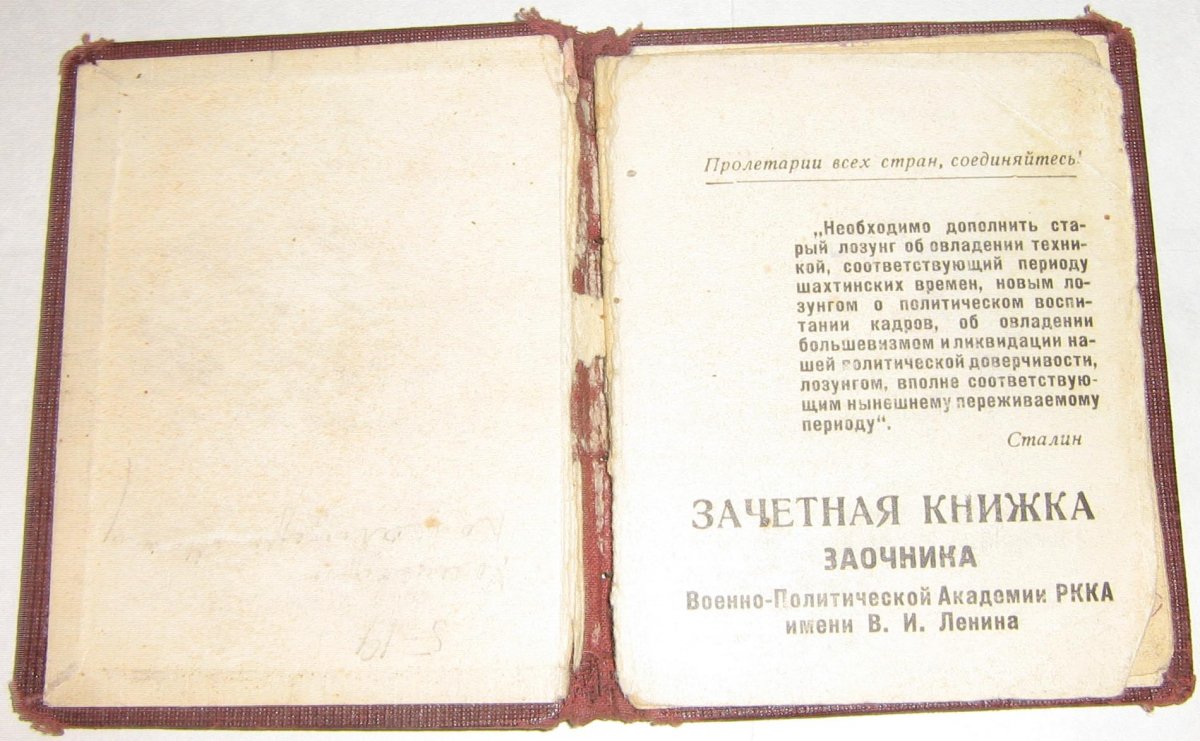 Пролетарии всех стран, соединяйтесь!
„Необходимо дополнить ста-
рый лозунг об овладении техни-
кой, соответствующий периоду
шахтинских времен, новым ло-
зунгом о политическом воспи-
тании кадров, об овладении
большевизмом и ликвидации на-
шей политической доверчивости,
лозунгом, вполне соответствую-
щим нынешнему переживаемому
периоду“.
Сталин
ЗАЧЕТНАЯ КНИЖКА
ЗАОЧНИКА
Военно-Политической Академии РККА
имени В. И. Ленина